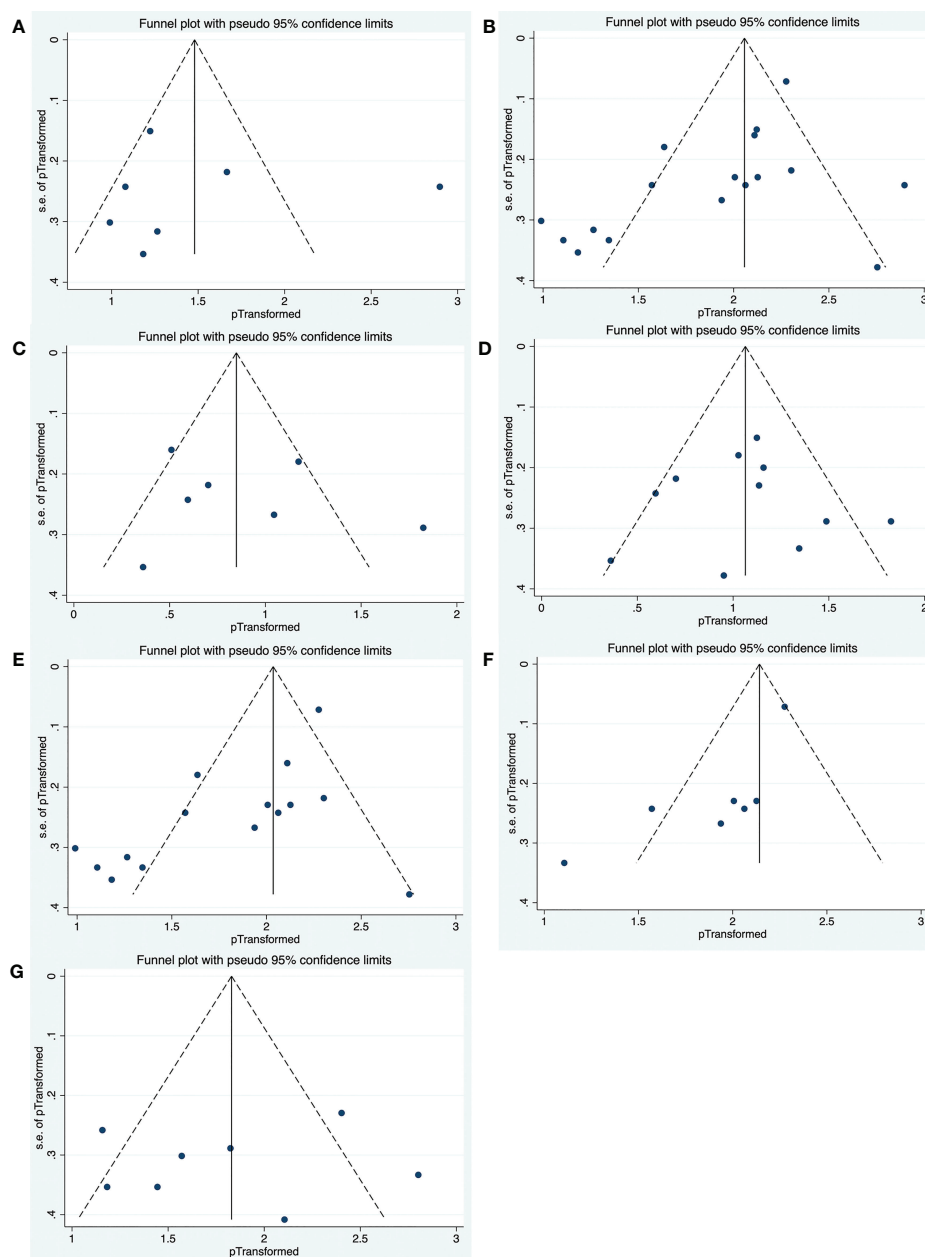 A
Funnel plot with pseudo 95% confidence limits
s.e. of pTransformed
0
.1
.2
.3
.4
1
1.5
2
2.5
3
pTransformed
B
Funnel plot with pseudo 95% confidence limits
s.e. of pTransformed
0
.1
.2
.3
.4
1
1.5
2
2.5
3
pTransformed
C
Funnel plot with pseudo 95% confidence limits
s.e. of pTransformed
0
.1
.2
.3
.4
0
.5
1
1.5
2
pTransformed
D
Funnel plot with pseudo 95% confidence limits
s.e. of pTransformed
0
.1
.2
.3
.4
0
.5
1
1.5
2
pTransformed
E
Funnel plot with pseudo 95% confidence limits
s.e. of pTransformed
0
.1
.2
.3
.4
1
1.5
2
2.5
3
pTransformed
F
Funnel plot with pseudo 95% confidence limits
s.e. of pTransformed
0
.1
.2
.3
.4
1
1.5
2
2.5
3
pTransformed
G
Funnel plot with pseudo 95% confidence limits
s.e. of pTransformed
0
.1
.2
.3
.4
1
1.5
2
2.5
3
pTransformed